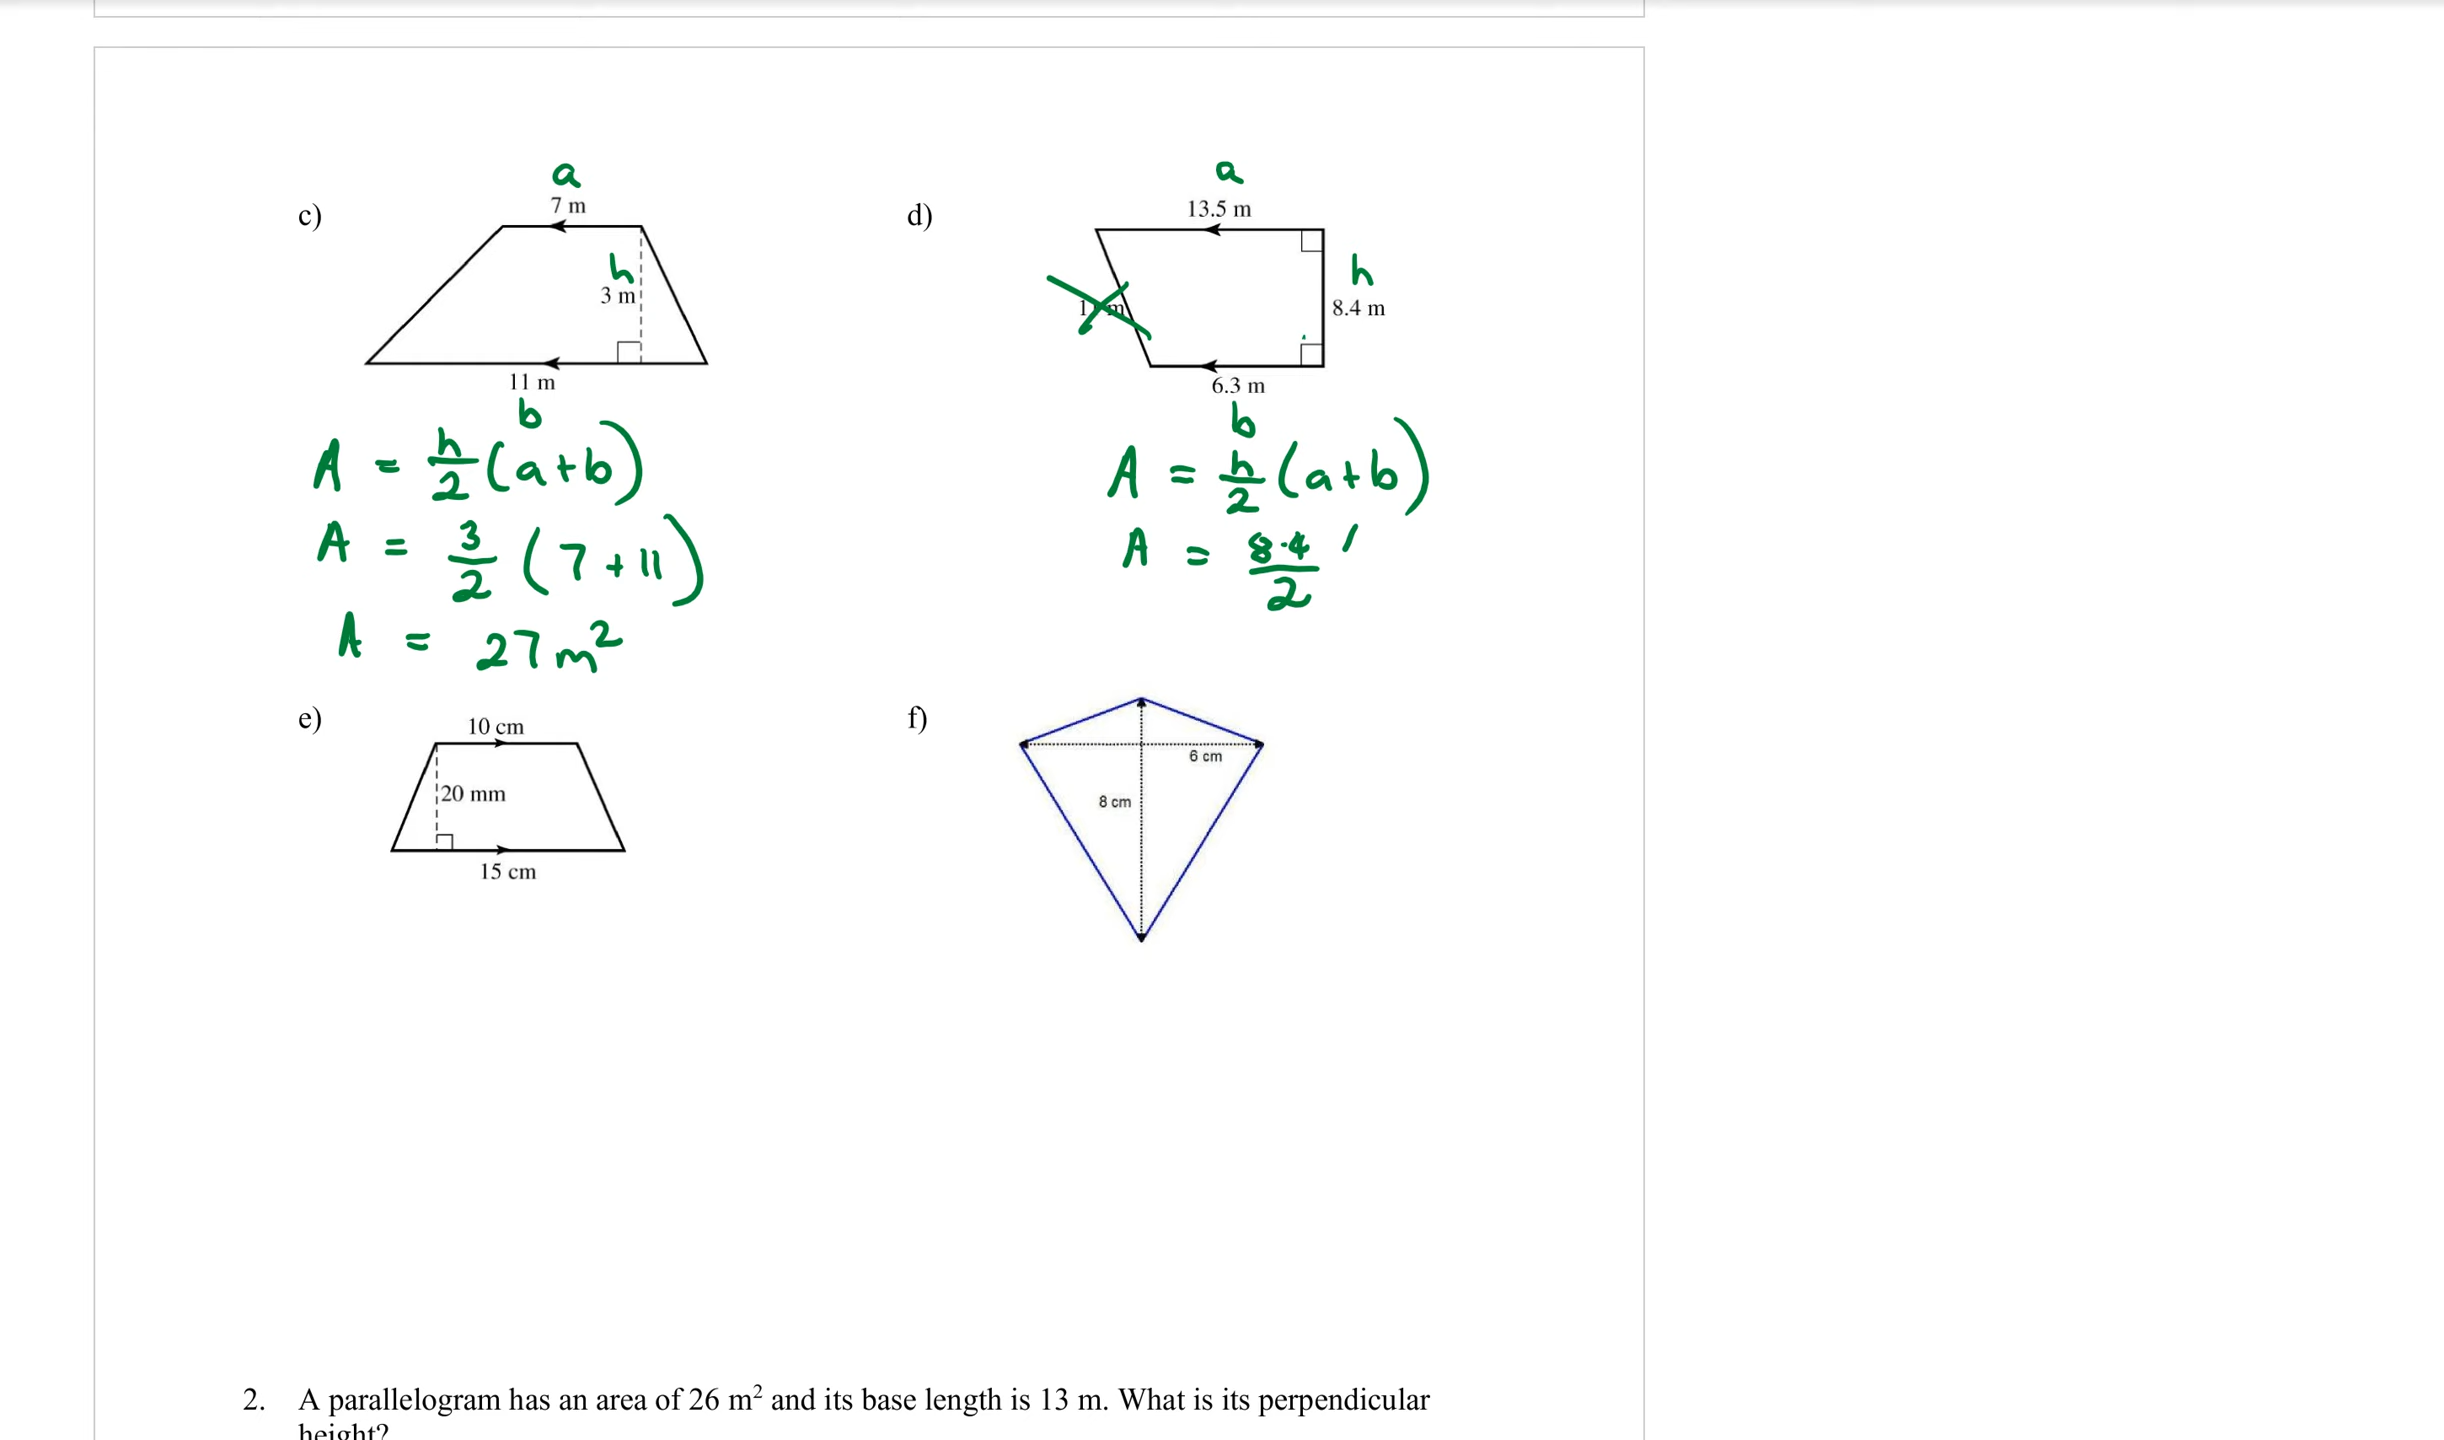 a
7 m
c)
h
3 m
11 m
b
A = h/2 (a+b)
A = 3/2 (7+11)
A = 27m²
a
13.5 m
d)
h
8.4 m
6.3 m
b
A = h/2 (a+b)
A = 8.4/2
e)
10 cm
20 mm
15 cm
f)
6 cm
8 cm
2. A parallelogram has an area of 26 m² and its base length is 13 m. What is its perpendicular
height?